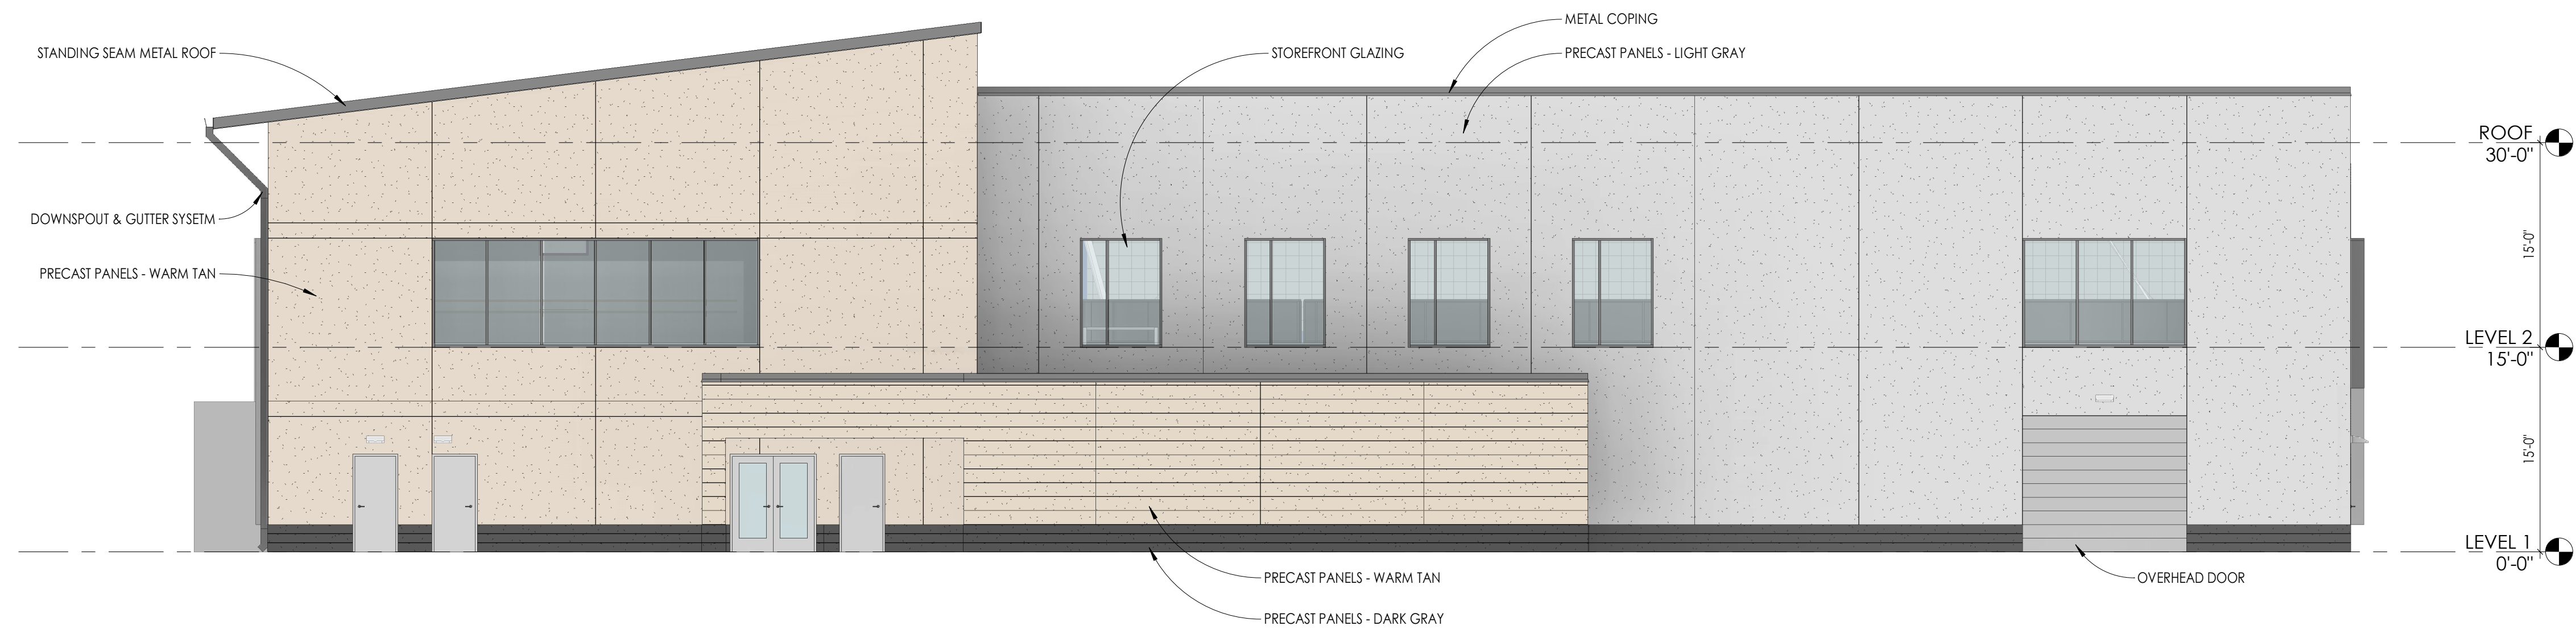 METAL COPING
STANDING SEAM METAL ROOF
STOREFRONT GLAZING
PRECAST PANELS - LIGHT GRAY
ROOF
30'-0"
DOWNSPOUT & GUTTER SYSETM
15'-0"
PRECAST PANELS - WARM TAN
LEVEL 2
15'-0"
15'-0"
LEVEL 1
0'-0"
PRECAST PANELS - WARM TAN
OVERHEAD DOOR
PRECAST PANELS - DARK GRAY